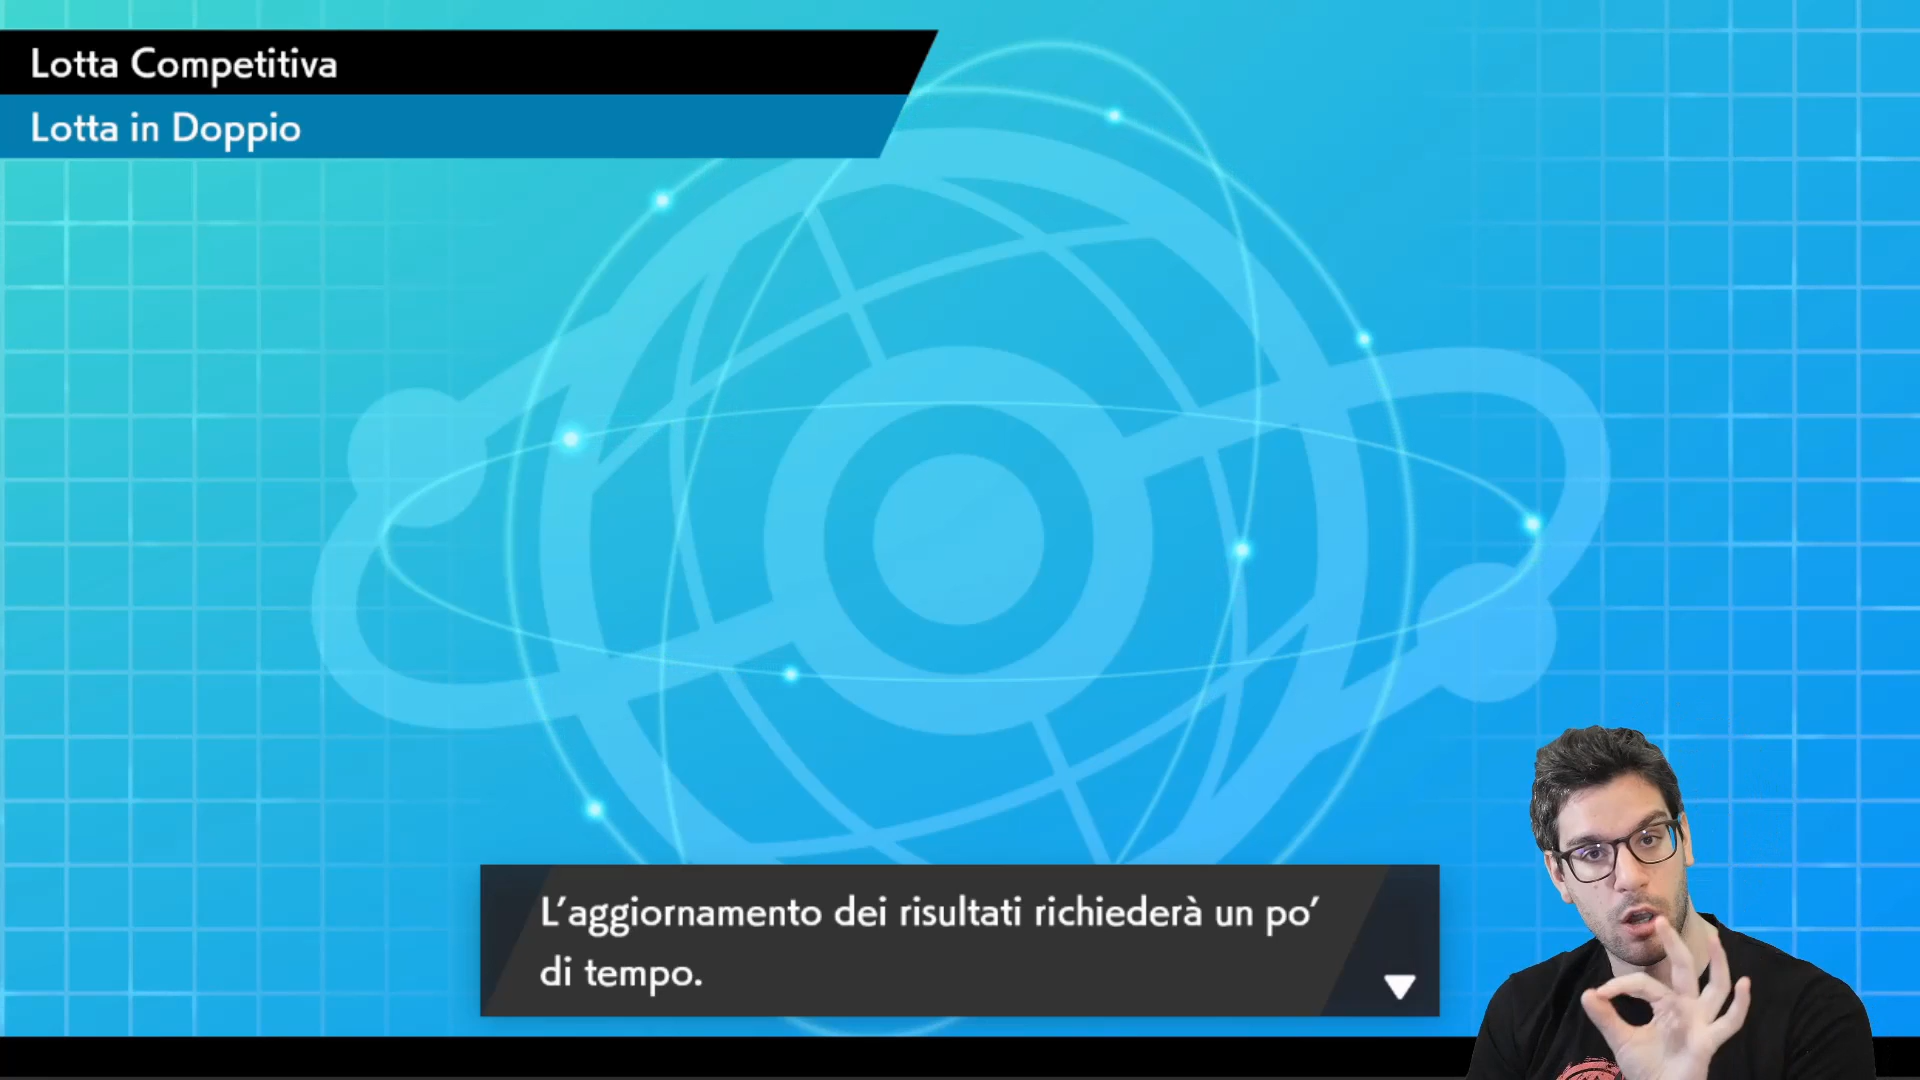 Lotta Competitiva
Lotta in Doppio
L'aggiornamento dei risultati richiederà un po'
di tempo.